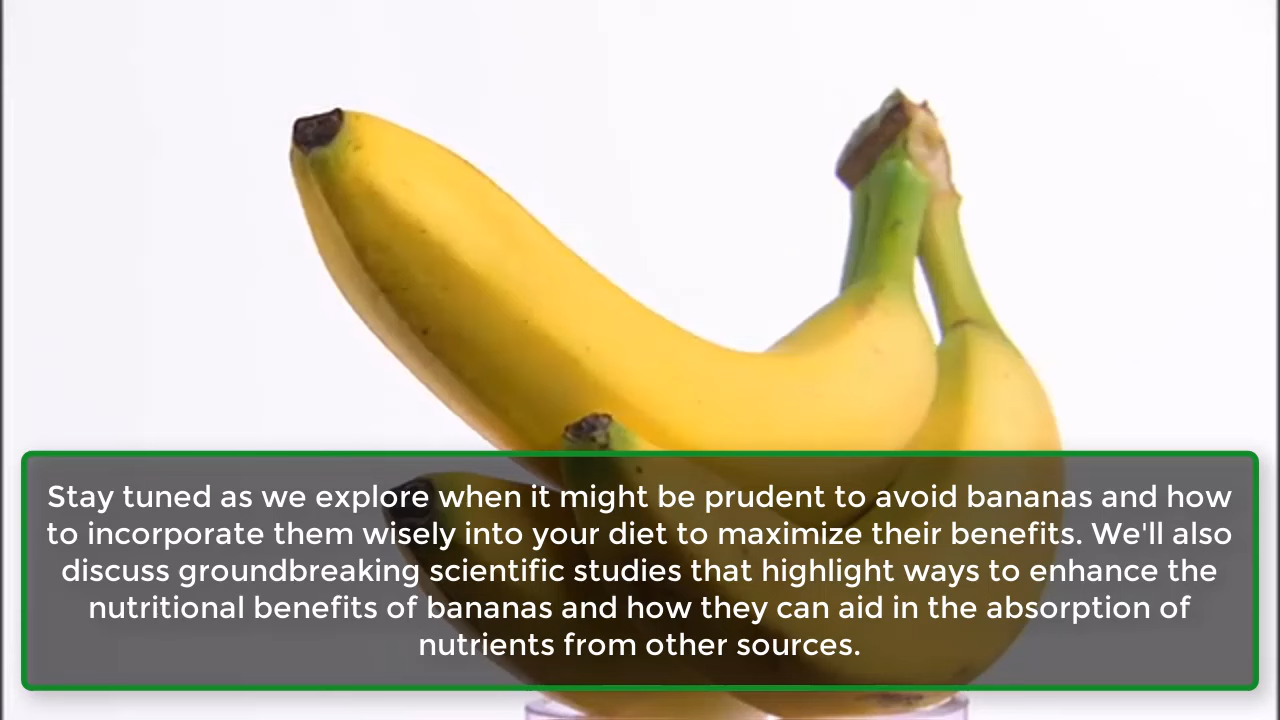 Stay tuned as we explore when it might be prudent to avoid bananas and how
to incorporate them wisely into your diet to maximize their benefits. We'll also
discuss groundbreaking scientific studies that highlight ways to enhance the
nutritional benefits of bananas and how they can aid in the absorption of
nutrients from other sources.